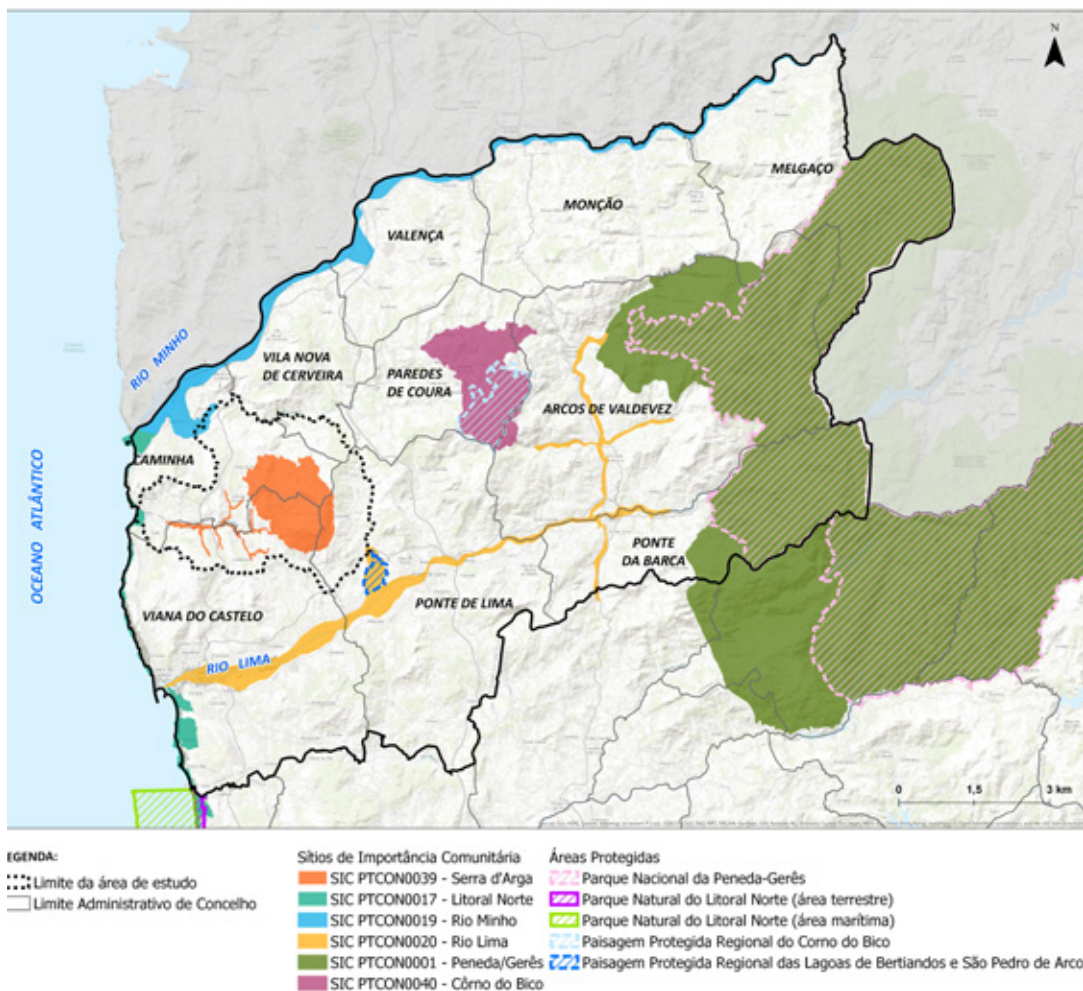 N
MELGAÇO
MONÇÃO
VALENÇA
RIO MINHO
VILA NOVA
DE CERVEIRA
PAREDES
DE COURA
ARCOS DE VALDEVEZ
CAMINHA
OCEANO ATLÂNTICO
PONTE
DA BARCA
VIANA DO CASTELO
PONTE DE LIMA
RIO LIMA
0 1,5 3 km
EGENDA:
Limite da área de estudo
Limite Administrativo de Concelho
Sítios de Importância Comunitária
SIC PTCON0039 - Serra d'Arga
SIC PTCON0017 - Litoral Norte
SIC PTCON0019 - Rio Minho
SIC PTCON0020 - Rio Lima
SIC PTCON0001 - Peneda/Gerês
SIC PTCON0040 - Côrno do Bico
Áreas Protegidas
Parque Nacional da Peneda-Gerês
Parque Natural do Litoral Norte (área terrestre)
Parque Natural do Litoral Norte (área marítima)
Paisagem Protegida Regional do Corno do Bico
Paisagem Protegida Regional das Lagoas de Bertiandos e São Pedro de Arco